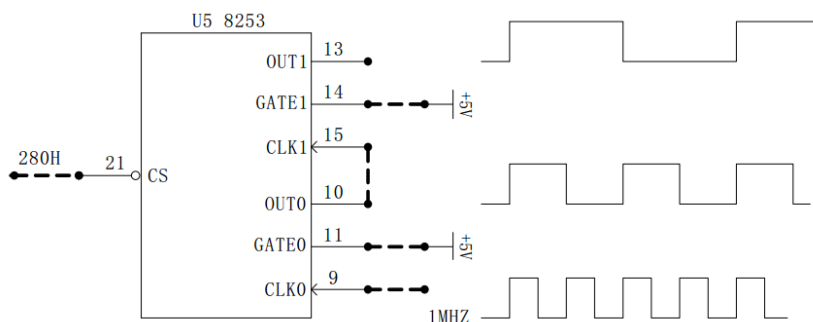 U5 8253
OUT1 13
GATE1 14 +5V
CLK1 15
280H 21 CS
OUT0 10
GATE0 11 +5V
CLK0 9
1MHZ